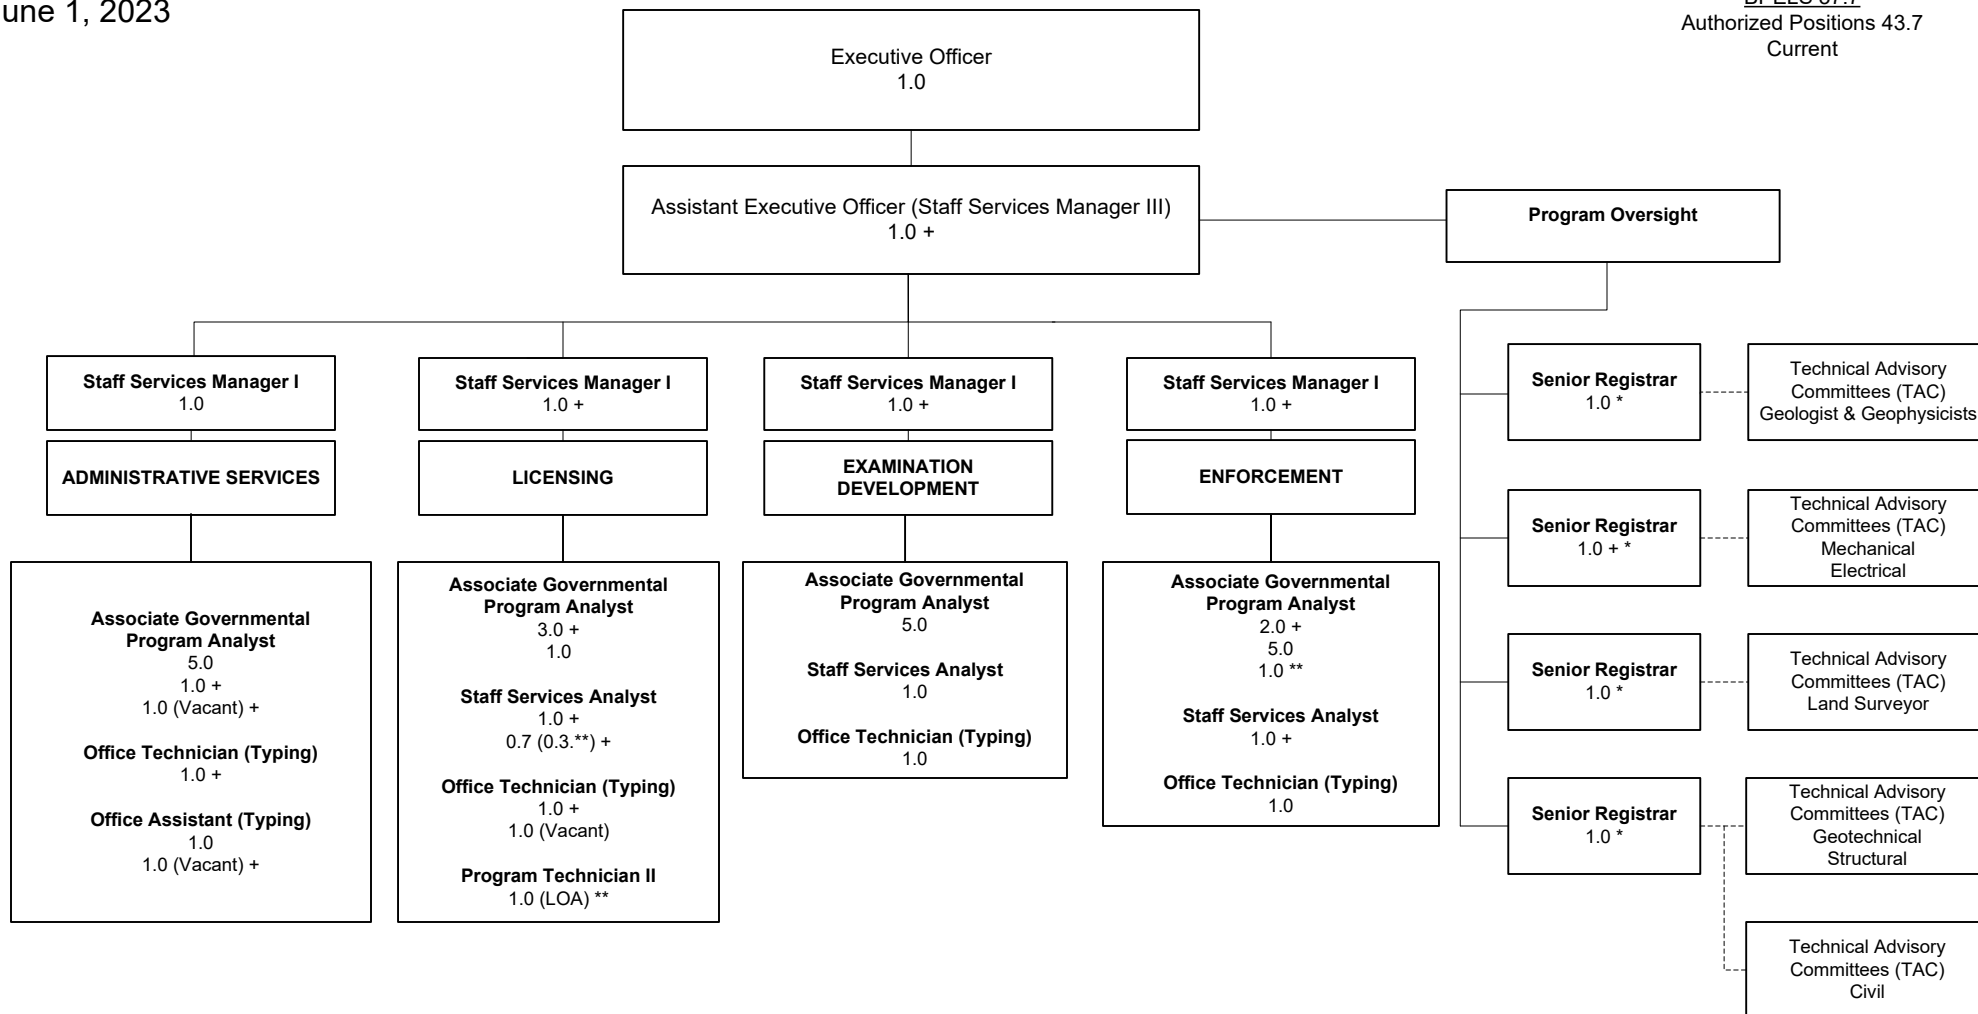 une 1, 2023
Authorized Positions 43.7
Current
Executive Officer
1.0
Assistant Executive Officer (Staff Services Manager III)
1.0 +
Program Oversight
Staff Services Manager I
1.0
ADMINISTRATIVE SERVICES
Associate Governmental
Program Analyst
5.0
1.0 +
1.0 (Vacant) +
Office Technician (Typing)
1.0 +
Office Assistant (Typing)
1.0
1.0 (Vacant) +
Staff Services Manager I
1.0 +
LICENSING
Associate Governmental
Program Analyst
3.0 +
1.0
Staff Services Analyst
1.0 +
0.7 (0.3.**) +
Office Technician (Typing)
1.0 +
1.0 (Vacant)
Program Technician II
1.0 (LOA) **
Staff Services Manager I
1.0 +
EXAMINATION
DEVELOPMENT
Associate Governmental
Program Analyst
5.0
Staff Services Analyst
1.0
Office Technician (Typing)
1.0
Staff Services Manager I
1.0 +
ENFORCEMENT
Associate Governmental
Program Analyst
2.0 +
5.0
1.0 **
Staff Services Analyst
1.0 +
Office Technician (Typing)
1.0
Senior Registrar
1.0 *
Technical Advisory
Committees (TAC)
Geologist & Geophysicists
Senior Registrar
1.0 + *
Technical Advisory
Committees (TAC)
Mechanical
Electrical
Senior Registrar
1.0 *
Technical Advisory
Committees (TAC)
Land Surveyor
Senior Registrar
1.0 *
Technical Advisory
Committees (TAC)
Geotechnical
Structural
Technical Advisory
Committees (TAC)
Civil